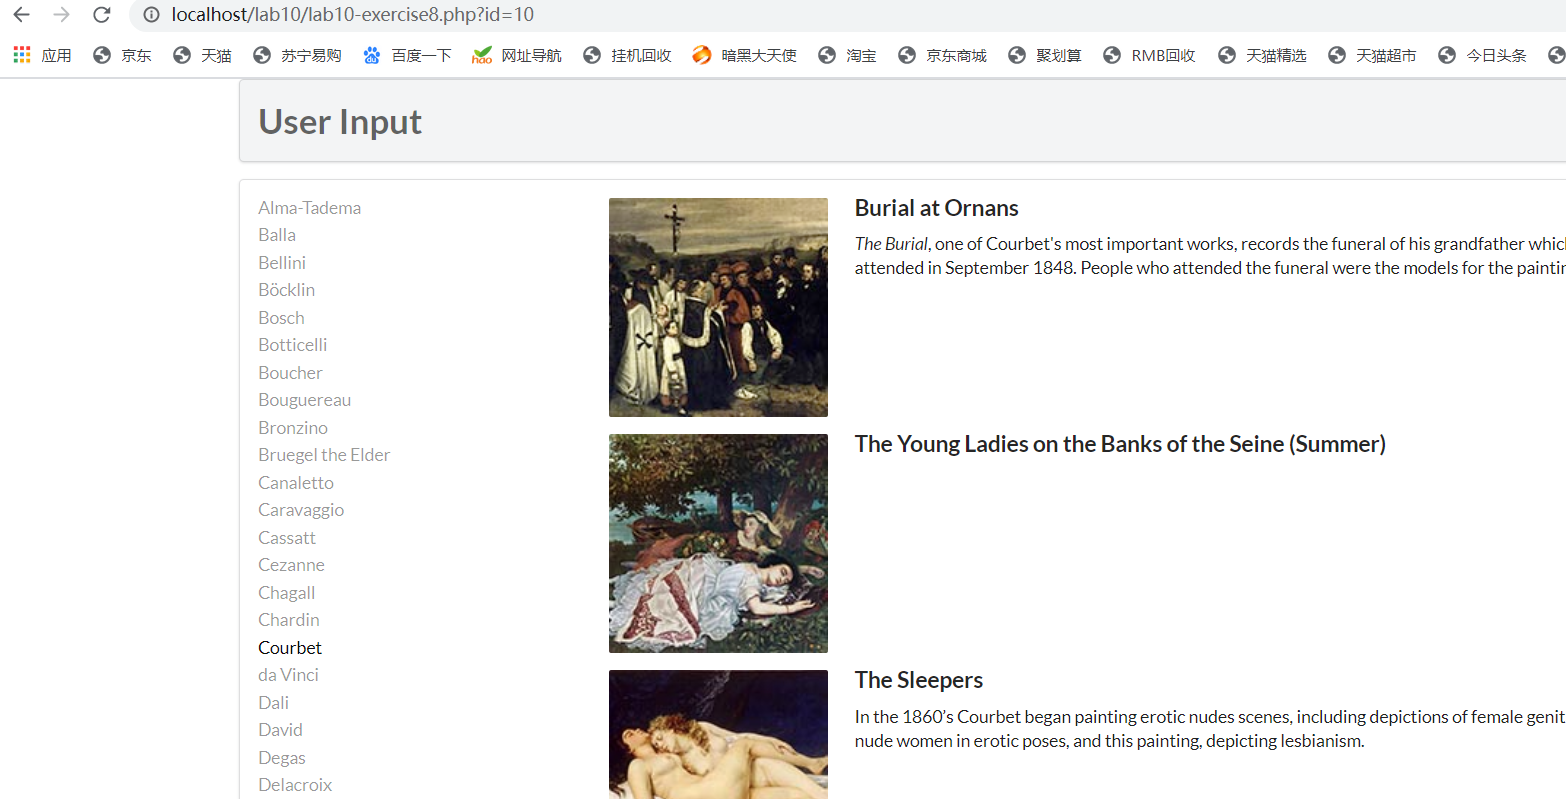 localhost/lab10/lab10-exercise8.php?id=10
应用 京东 天猫 苏宁易购 百度一下 网址导航 挂机回收 暗黑大天使 淘宝 京东商城 聚划算 RMB回收 天猫精选 天猫超市 今日头条
User Input
Alma-Tadema
Balla
Bellini
Böcklin
Bosch
Botticelli
Boucher
Bouguereau
Bronzino
Bruegel the Elder
Canaletto
Caravaggio
Cassatt
Cezanne
Chagall
Chardin
Courbet
da Vinci
Dali
David
Degas
Delacroix
Burial at Ornans
The Burial, one of Courbet's most important works, records the funeral of his grandfather
attended in September 1848. People who attended the funeral were the models for the
The Young Ladies on the Banks of the Seine (Summer)
The Sleepers
In the 1860's Courbet began painting erotic nudes scenes, including depictions of female
nude women in erotic poses, and this painting, depicting lesbianism.